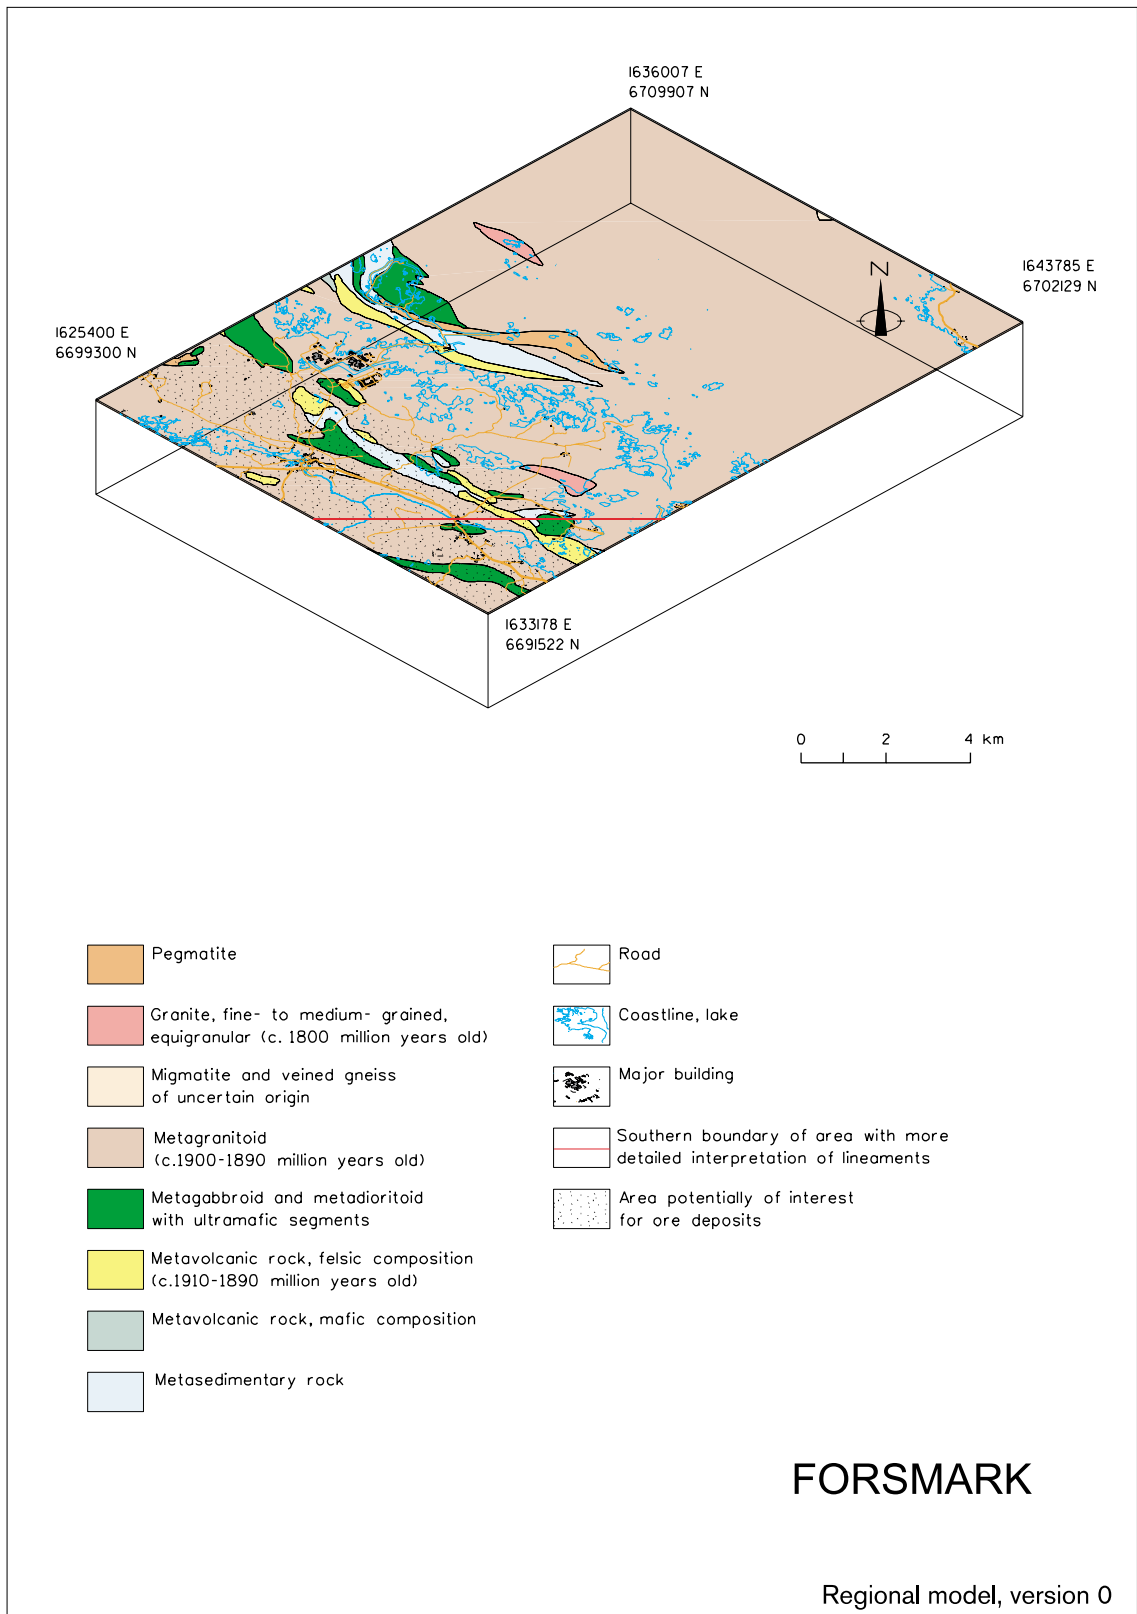 1636007 E
6709907 N
1643785 E
6702129 N
N
1625400 E
6699300 N
1633178 E
6691522 N
0 2 4 km
Pegmatite
Granite, fine- to medium- grained,
equigranular (c. 1800 million years old)
Migmatite and veined gneiss
of uncertain origin
Metagranitoid
(c.1900-1890 million years old)
Metagabbroid and metadioritoid
with ultramafic segments
Metavolcanic rock, felsic composition
(c.1910-1890 million years old)
Metavolcanic rock, mafic composition
Metasedimentary rock
Road
Coastline, lake
Major building
Southern boundary of area with more
detailed interpretation of lineaments
Area potentially of interest
for ore deposits
FORSMARK
Regional model, version 0